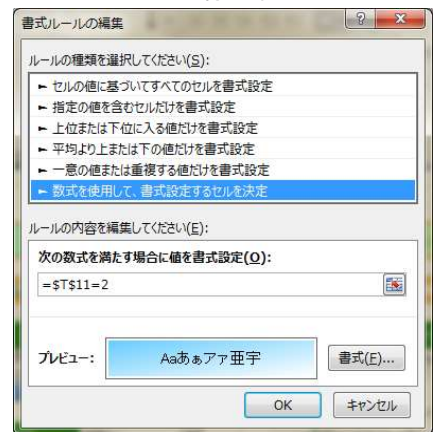 書式ルールの編集
ルールの種類を選択してください(S):
► セルの値に基づいてすべてのセルを書式設定
► 指定の値を含むセルだけを書式設定
► 上位または下位に入る値だけを書式設定
► 平均より上または下の値だけを書式設定
► 一意の値または重複する値だけを書式設定
► 数式を使用して、書式設定するセルを決定
ルールの内容を編集してください(E):
次の数式を満たす場合に値を書式設定(O):
=$T$11=2
プレビュー: Aaあぁアァ亜宇 書式(F)...
OK キャンセル